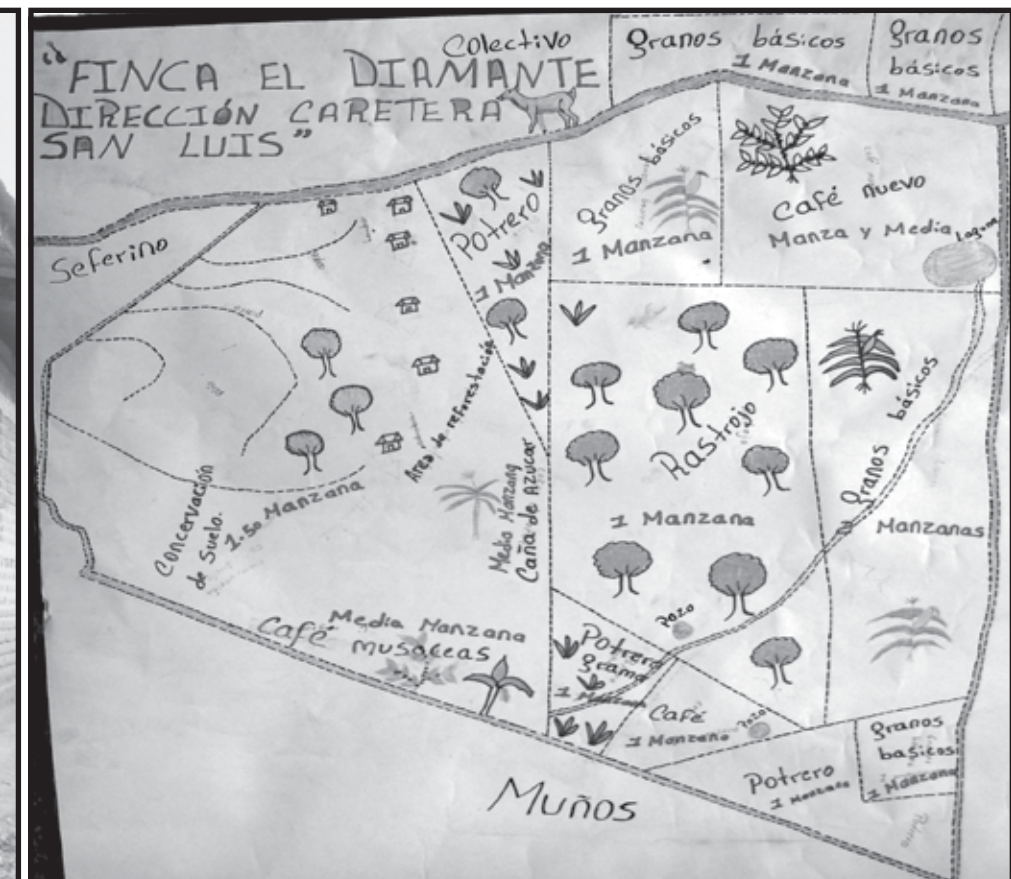 "FINCA EL DIAMANTE
DIRECCIÓN CARETERA
SAN LUIS"
Colectivo
granos básicos
1 Manzana
granos
básicos
1 Manzana
Seferino
Potrero
1 Manzana
granos básicos
1 Manzana
Café nuevo
Manza y Media
Laguna
Area de reforestación
Concervación
de Suelo.
1.50 Manzana
Medio Manzana
Caña de AZucar
Rastrojo
1 Manzana
granos básicos
3 Manzanas
Pozo
Media Manzana
Café musaceas
Potrero
grama
1 Manzana
Café
1 Manzana
Pozo
Potrero
1 Manzana
granos
basicos
1 Manzana
Muños